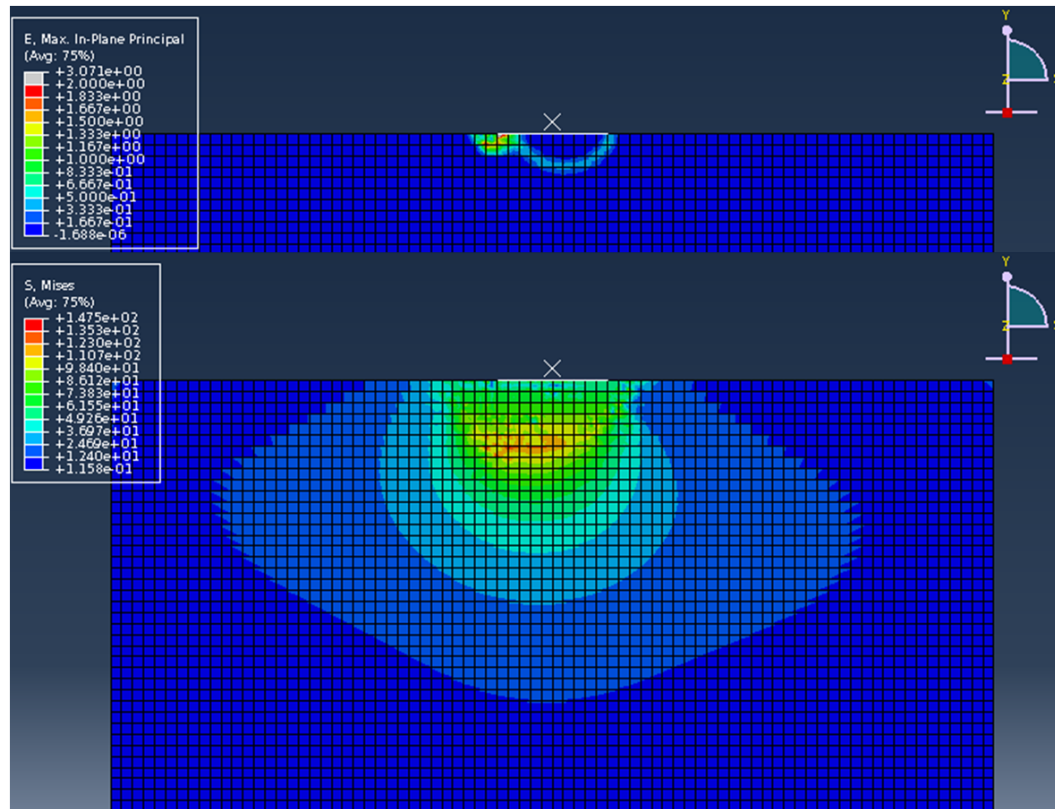 E, Max. In-Plane Principal
(Avg: 75%)
+3.071e+00
+2.000e+00
+1.833e+00
+1.667e+00
+1.500e+00
+1.333e+00
+1.167e+00
+1.000e+00
+8.333e-01
+6.667e-01
+5.000e-01
+3.333e-01
+1.667e-01
-1.688e-06
Y
Z
S, Mises
(Avg: 75%)
+1.475e+02
+1.353e+02
+1.230e+02
+1.107e+02
+9.840e+01
+8.612e+01
+7.383e+01
+6.155e+01
+4.926e+01
+3.697e+01
+2.469e+01
+1.240e+01
+1.158e-01
Y
Z